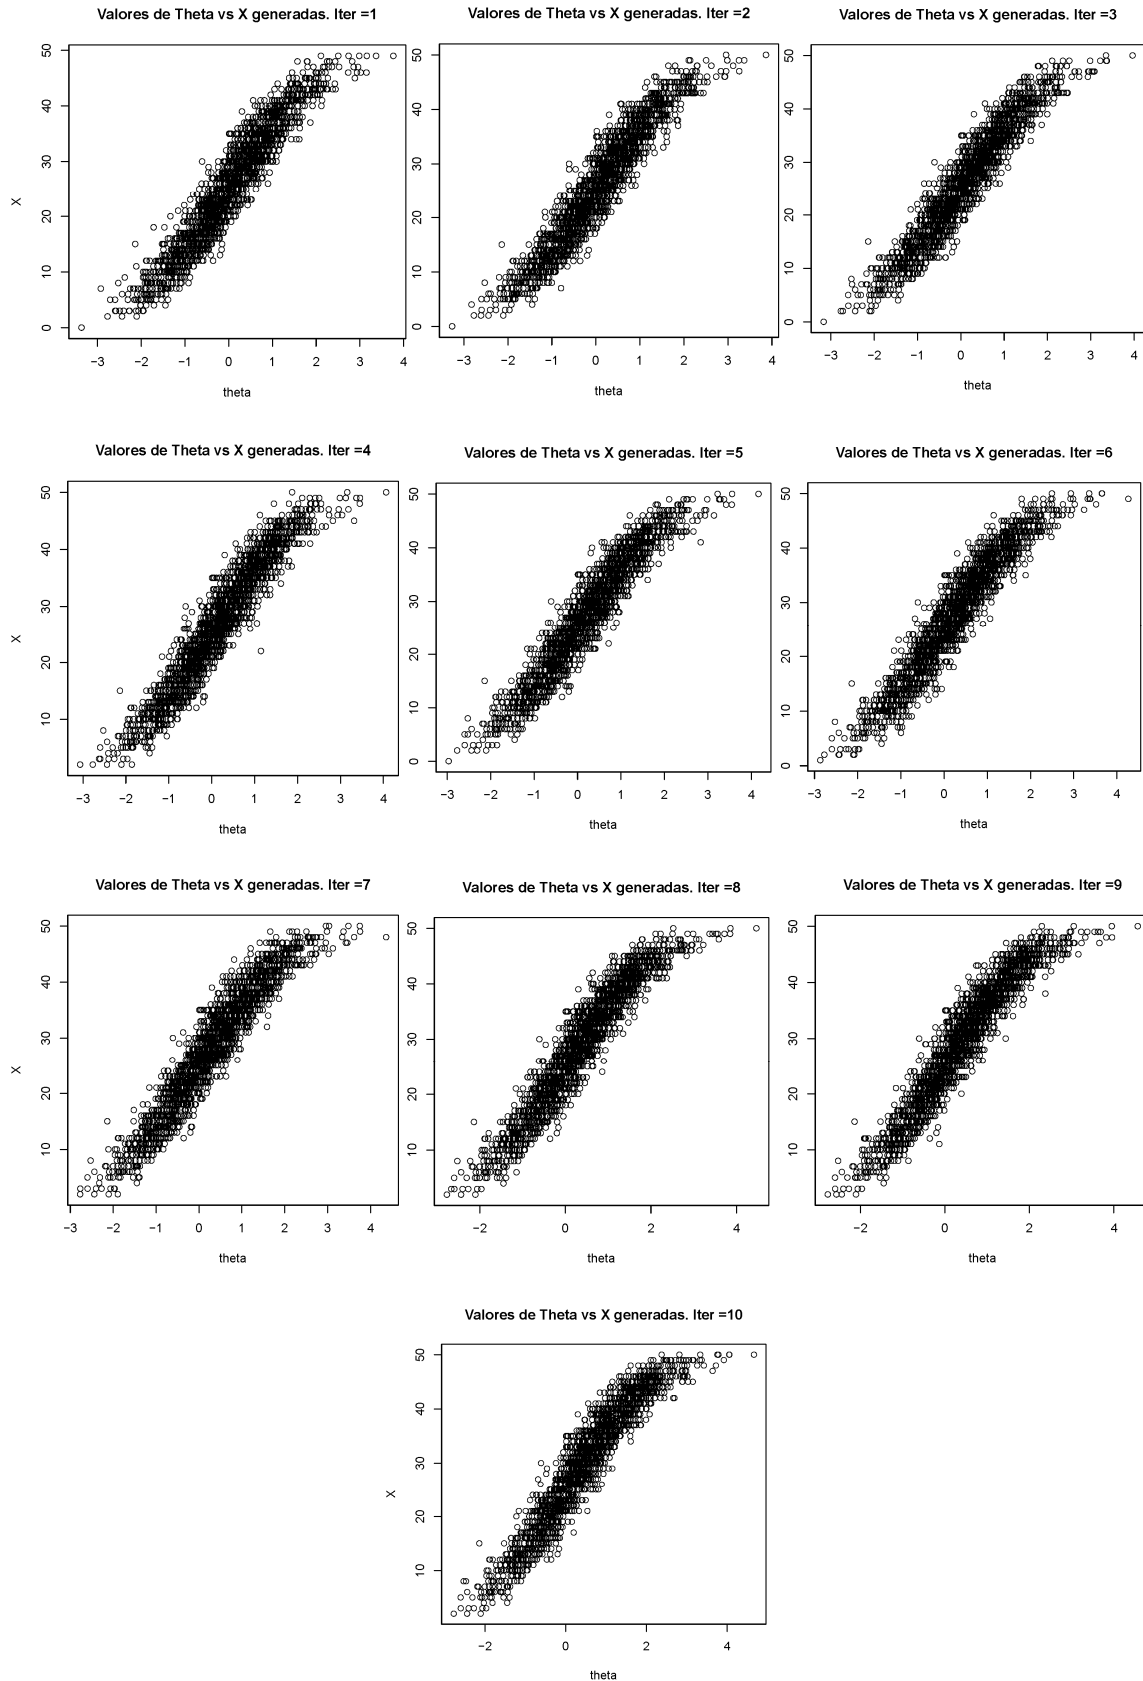 Valores de Theta vs X generadas. Iter =1
X
0 10 20 30 40 50
−3 −2 −1 0 1 2 3 4
theta
Valores de Theta vs X generadas. Iter =2
0 10 20 30 40 50
−3 −2 −1 0 1 2 3 4
theta
Valores de Theta vs X generadas. Iter =3
0 10 20 30 40 50
−3 −2 −1 0 1 2 3 4
theta
Valores de Theta vs X generadas. Iter =4
X
10 20 30 40 50
−3 −2 −1 0 1 2 3 4
theta
Valores de Theta vs X generadas. Iter =5
0 10 20 30 40 50
−3 −2 −1 0 1 2 3 4
theta
Valores de Theta vs X generadas. Iter =6
0 10 20 30 40 50
−3 −2 −1 0 1 2 3 4
theta
Valores de Theta vs X generadas. Iter =7
X
10 20 30 40 50
−3 −2 −1 0 1 2 3 4
theta
Valores de Theta vs X generadas. Iter =8
10 20 30 40 50
−2 0 2 4
theta
Valores de Theta vs X generadas. Iter =9
10 20 30 40 50
−2 0 2 4
theta
Valores de Theta vs X generadas. Iter =10
X
10 20 30 40 50
−2 0 2 4
theta